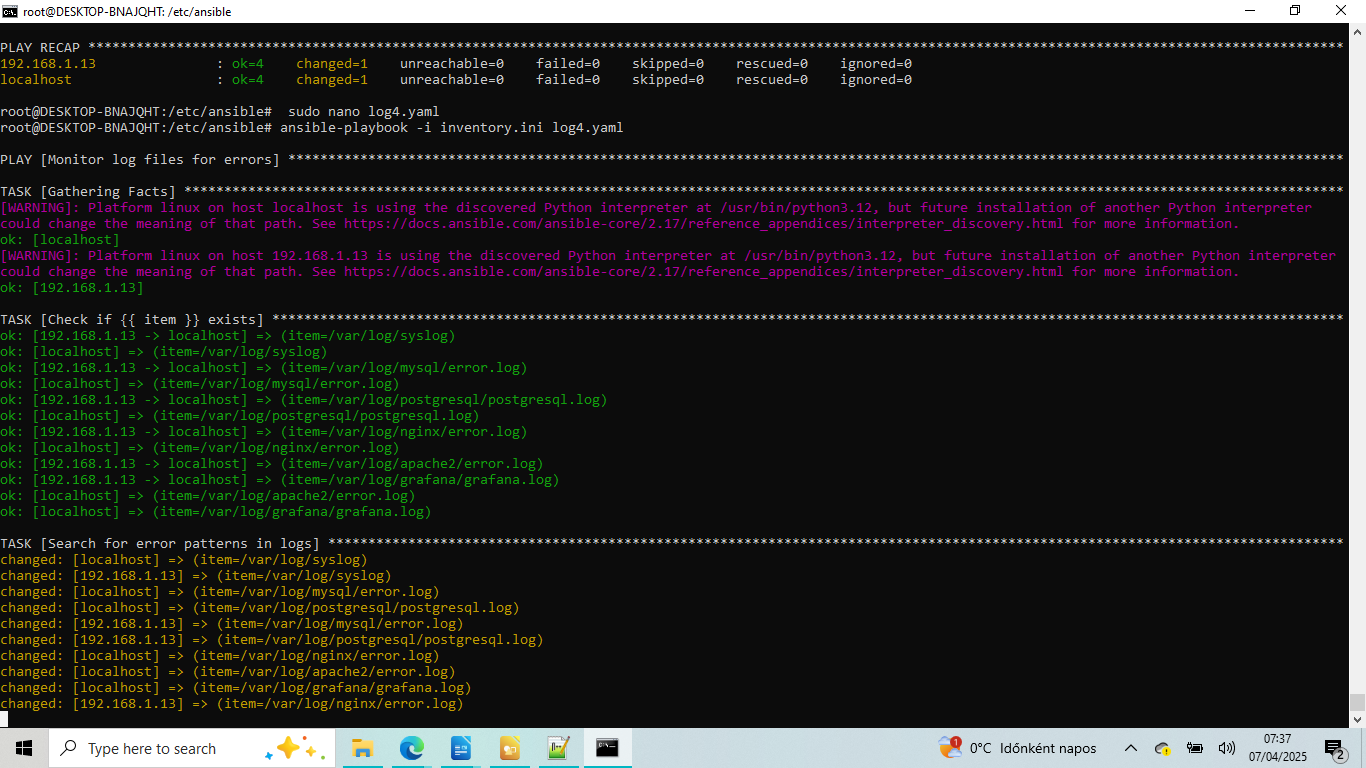 root@DESKTOP-BNAJQHT: /etc/ansible
PLAY RECAP *************************************************************************************************************************************************************
192.168.1.13               : ok=4    changed=1    unreachable=0    failed=0    skipped=0    rescued=0    ignored=0
localhost                  : ok=4    changed=1    unreachable=0    failed=0    skipped=0    rescued=0    ignored=0
root@DESKTOP-BNAJQHT:/etc/ansible#  sudo nano log4.yaml
root@DESKTOP-BNAJQHT:/etc/ansible# ansible-playbook -i inventory.ini log4.yaml
PLAY [Monitor log files for errors] ************************************************************************************************************************************
TASK [Gathering Facts] *************************************************************************************************************************************************
[WARNING]: Platform linux on host localhost is using the discovered Python interpreter at /usr/bin/python3.12, but future installation of another Python interpreter
could change the meaning of that path. See https://docs.ansible.com/ansible-core/2.17/reference_appendices/interpreter_discovery.html for more information.
ok: [localhost]
[WARNING]: Platform linux on host 192.168.1.13 is using the discovered Python interpreter at /usr/bin/python3.12, but future installation of another Python interpreter
could change the meaning of that path. See https://docs.ansible.com/ansible-core/2.17/reference_appendices/interpreter_discovery.html for more information.
ok: [192.168.1.13]
TASK [Check if {{ item }} exists] **************************************************************************************************************************************
ok: [192.168.1.13 -> localhost] => (item=/var/log/syslog)
ok: [localhost] => (item=/var/log/syslog)
ok: [192.168.1.13 -> localhost] => (item=/var/log/mysql/error.log)
ok: [localhost] => (item=/var/log/mysql/error.log)
ok: [192.168.1.13 -> localhost] => (item=/var/log/postgresql/postgresql.log)
ok: [localhost] => (item=/var/log/postgresql/postgresql.log)
ok: [192.168.1.13 -> localhost] => (item=/var/log/nginx/error.log)
ok: [localhost] => (item=/var/log/nginx/error.log)
ok: [192.168.1.13 -> localhost] => (item=/var/log/apache2/error.log)
ok: [192.168.1.13 -> localhost] => (item=/var/log/grafana/grafana.log)
ok: [localhost] => (item=/var/log/apache2/error.log)
ok: [localhost] => (item=/var/log/grafana/grafana.log)
TASK [Search for error patterns in logs] *******************************************************************************************************************************
changed: [localhost] => (item=/var/log/syslog)
changed: [192.168.1.13] => (item=/var/log/syslog)
changed: [localhost] => (item=/var/log/mysql/error.log)
changed: [localhost] => (item=/var/log/postgresql/postgresql.log)
changed: [192.168.1.13] => (item=/var/log/mysql/error.log)
changed: [192.168.1.13] => (item=/var/log/postgresql/postgresql.log)
changed: [localhost] => (item=/var/log/nginx/error.log)
changed: [localhost] => (item=/var/log/apache2/error.log)
changed: [localhost] => (item=/var/log/grafana/grafana.log)
changed: [192.168.1.13] => (item=/var/log/nginx/error.log)
Type here to search
1
0°C Időnként napos
07:37
07/04/2025
2